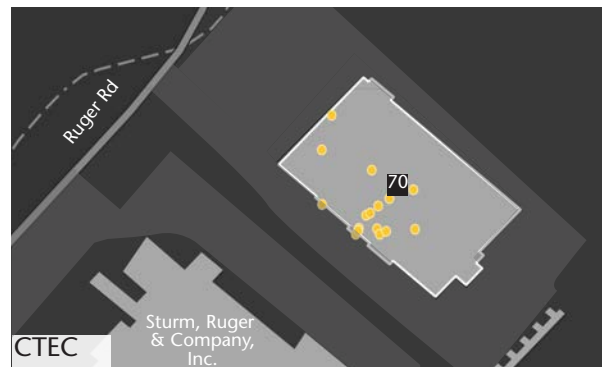 Ruger Rd
70
Sturm, Ruger
& Company,
Inc.
CTEC